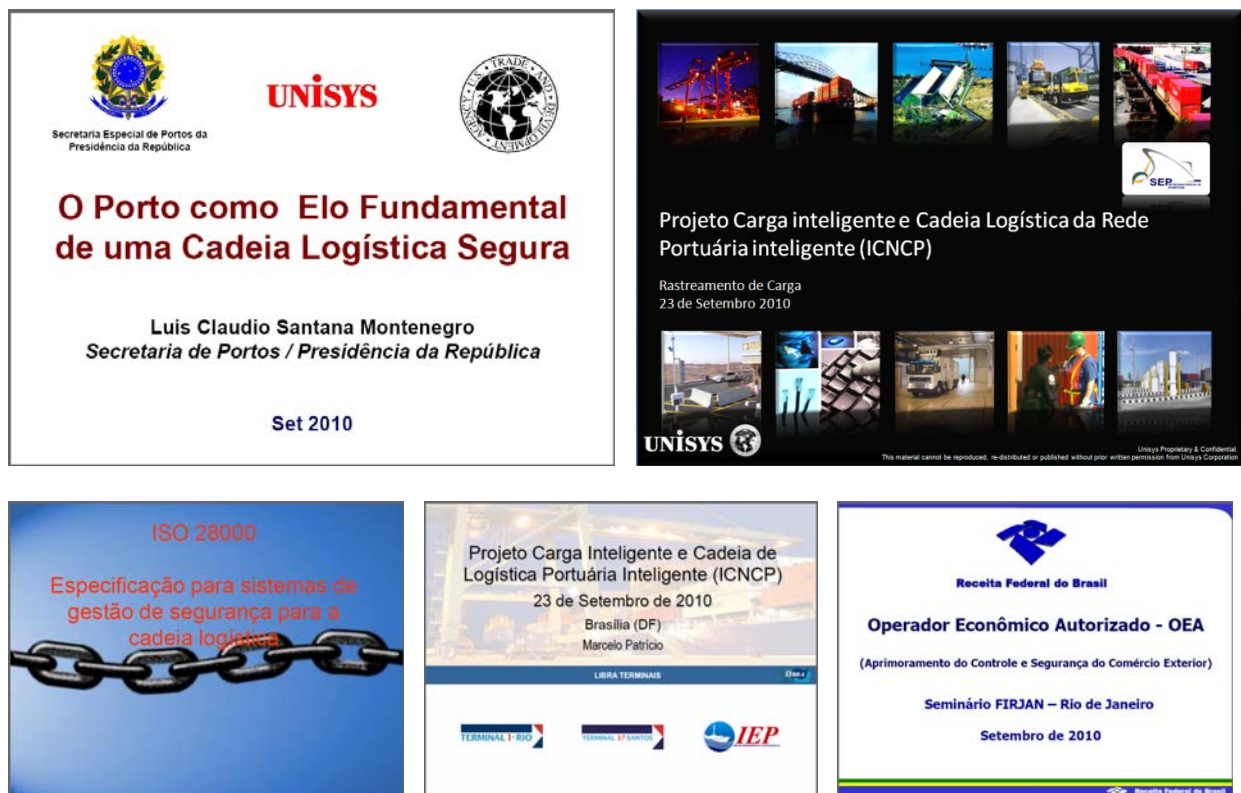 Secretaria Especial de Portos da
Presidência da República
UNISYS
U.S. TRADE AND DEVELOPMENT AGENCY
O Porto como Elo Fundamental
de uma Cadeia Logística Segura
Luis Claudio Santana Montenegro
Secretaria de Portos / Presidência da República
Set 2010
SEP
Projeto Carga inteligente e Cadeia Logística da Rede
Portuária inteligente (ICNCP)
Rastreamento de Carga
23 de Setembro 2010
UNISYS
Unisys Proprietary & Confidential.
This material cannot be reproduced, re-distributed or published without prior written permission from Unisys Corporation
ISO 28000
Especificação para sistemas de
gestão de segurança para a
cadeia logística
Projeto Carga Inteligente e Cadeia de
Logística Portuária Inteligente (ICNCP)
23 de Setembro de 2010
Brasília (DF)
Marcelo Patrício
LIBRA TERMINAIS
TERMINAL 1·RIO
TERMINAL 37 SANTOS
IEP
Receita Federal do Brasil
Operador Econômico Autorizado - OEA
(Aprimoramento do Controle e Segurança do Comércio Exterior)
Seminário FIRJAN – Rio de Janeiro
Setembro de 2010
Receita Federal do Brasil